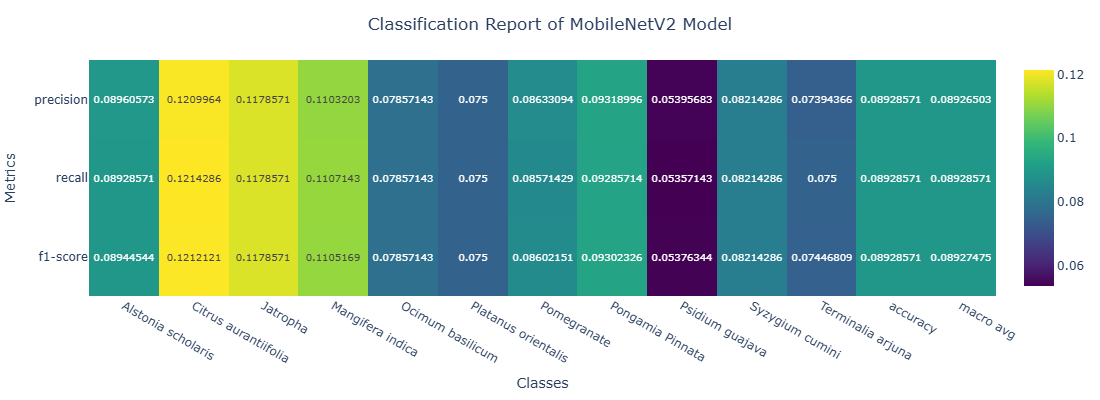 Classification Report of MobileNetV2 Model
precision 0.08960573 0.1209964 0.1178571 0.1103203 0.07857143 0.075 0.08633094 0.09318996 0.05395683 0.08214286 0.07394366 0.08928571 0.08926503
recall 0.08928571 0.1214286 0.1178571 0.1107143 0.07857143 0.075 0.08571429 0.09285714 0.05357143 0.08214286 0.075 0.08928571 0.08928571
f1-score 0.08944544 0.1212121 0.1178571 0.1105169 0.07857143 0.075 0.08602151 0.09302326 0.05376344 0.08214286 0.07446809 0.08928571 0.08927475
Metrics
Alstonia scholaris
Citrus aurantiifolia
Jatropha
Mangifera indica
Ocimum basilicum
Platanus orientalis
Pomegranate
Pongamia Pinnata
Psidium guajava
Syzygium cumini
Terminalia arjuna
accuracy
macro avg
Classes
0.12
0.1
0.08
0.06